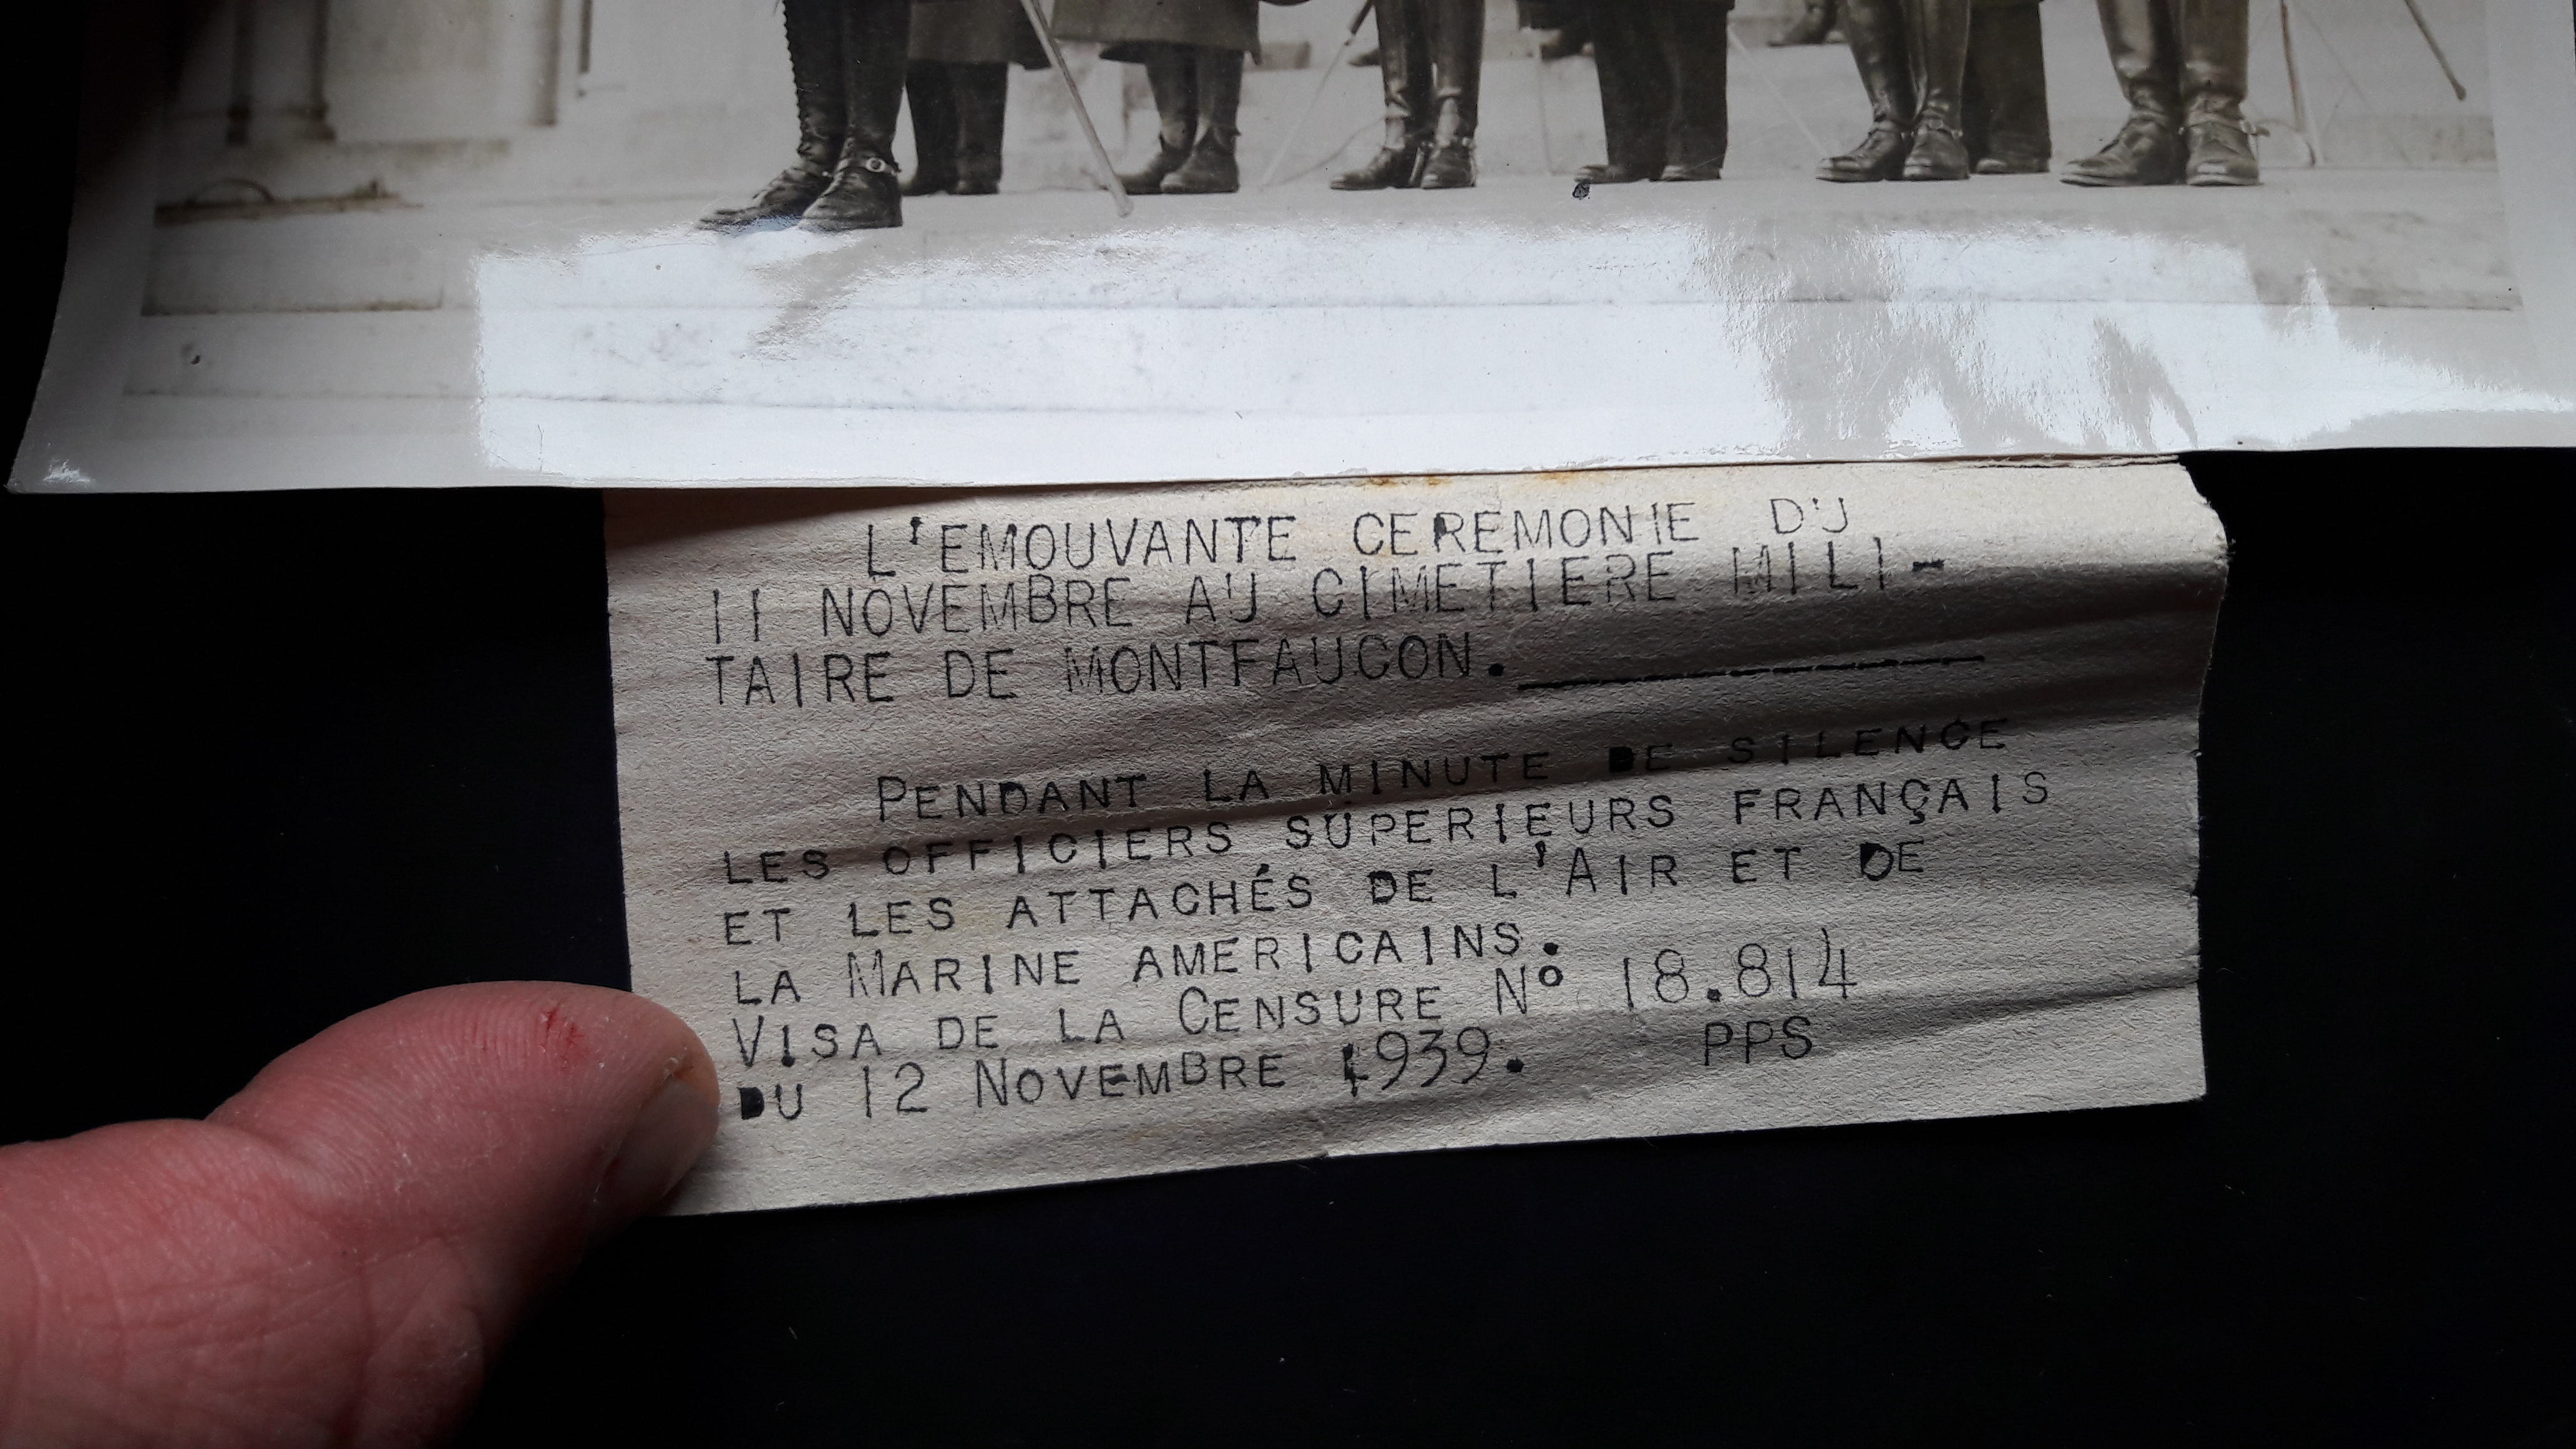 L'EMOUVANTE CEREMONIE DU
II NOVEMBRE AU CIMETIERE MILI-
TAIRE DE MONTFAUCON.
PENDANT LA MINUTE DE SILENCE
LES OFFICIERS SUPERIEURS FRANÇAIS
ET LES ATTACHÉS DE L'AIR ET DE
LA MARINE AMERICAINS.
VISA DE LA CENSURE N° 18.814
DU 12 NOVEMBRE 1939. PPS